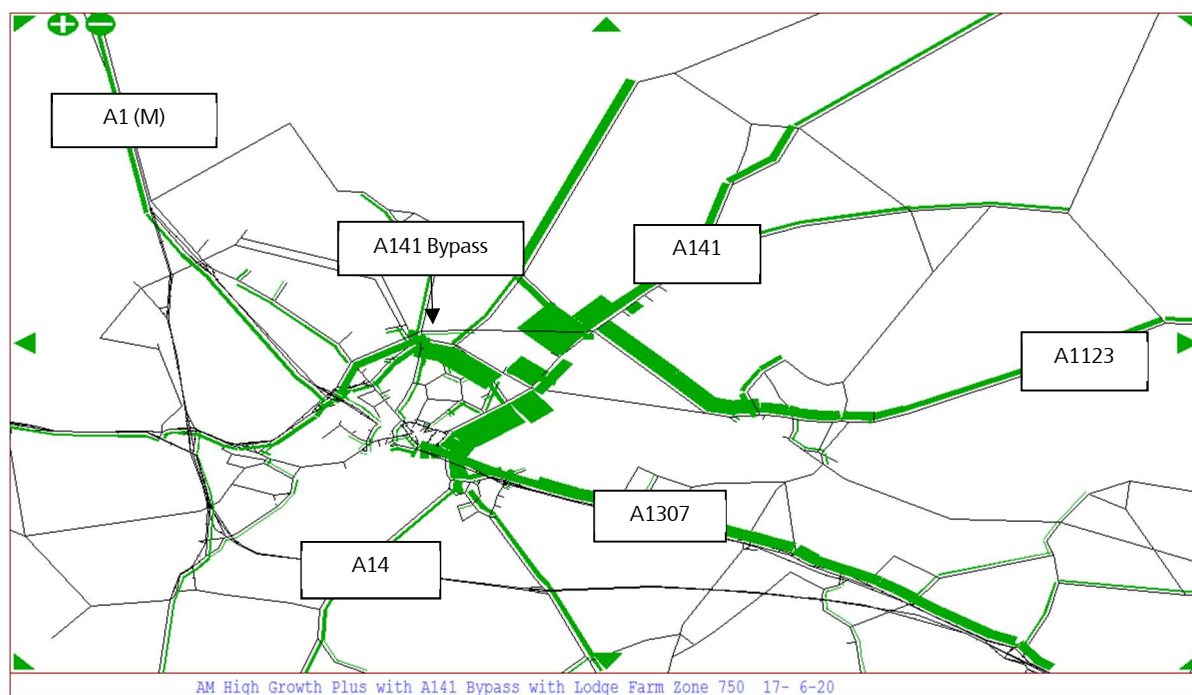 A1 (M)
A141 Bypass
A141
A1123
A1307
A14
AM High Growth Plus with A141 Bypass with Lodge Farm Zone 750 17- 6-20